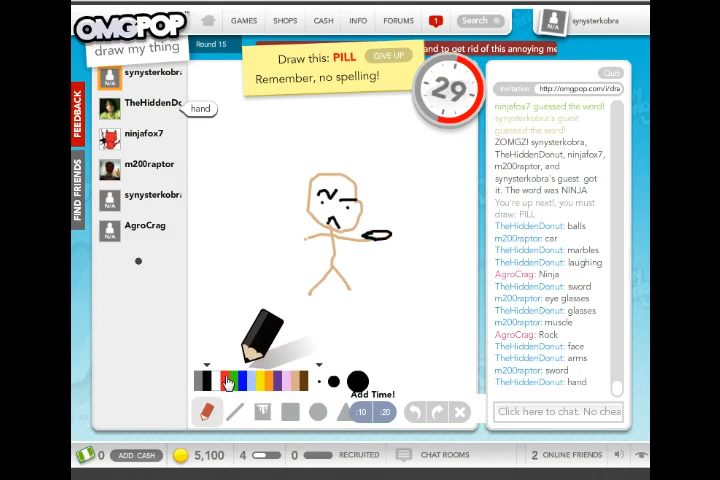 OMGPOP
draw my thing
GAMES
SHOPS
CASH
INFO
FORUMS
1
Search
N/A
synysterkobra
Round 15
and to get rid of this annoying me
Draw this: PILL
GIVE UP
Remember, no spelling!
29
FEEDBACK
FIND FRIENDS
N/A
synysterkobra
TheHiddenDo
hand
ninjafox7
m200raptor
N/A
synysterkobra
N/A
AgroCrag
Quit
Invitation
http://omgpop.com/i/dra
ninjafox7 guessed the word!
synysterkobra's guest
guessed the word!
ZOMGZ! synysterkobra,
TheHiddenDonut, ninjafox7,
m200raptor, and
synysterkobra's guest got
it. The word was NINJA
You're up next!, you must
draw: PILL
TheHiddenDonut: balls
m200raptor: car
TheHiddenDonut: marbles
TheHiddenDonut: laughing
AgroCrag: Ninja
TheHiddenDonut: sword
m200raptor: eye glasses
TheHiddenDonut: glasses
m200raptor: muscle
AgroCrag: Rock
TheHiddenDonut: face
TheHiddenDonut: arms
m200raptor: sword
TheHiddenDonut: hand
Click here to chat. No chea
Add Time!
:10
:20
0
ADD CASH
5,100
4
0
RECRUITED
CHAT ROOMS
2 ONLINE FRIENDS